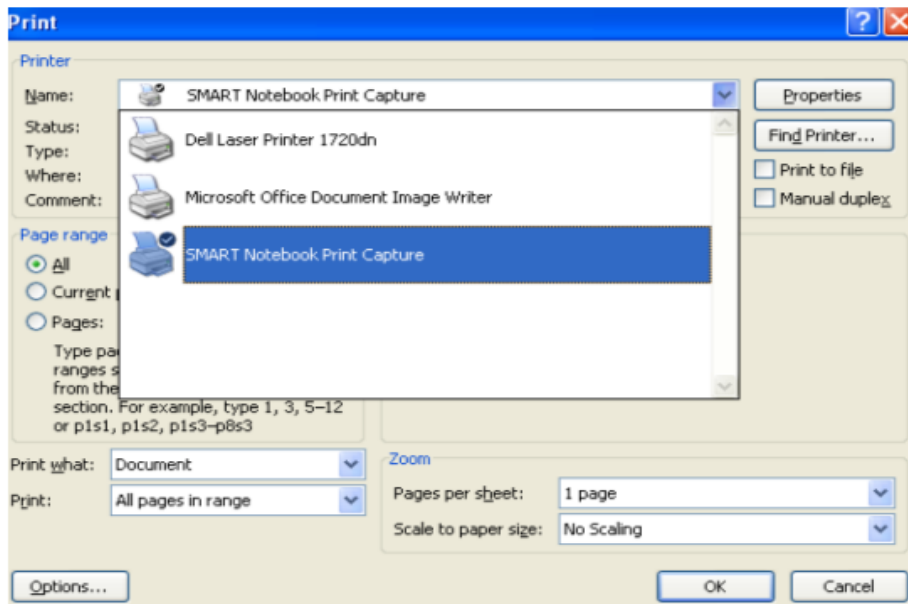 Print
Printer
Name: SMART Notebook Print Capture Properties
Dell Laser Printer 1720dn
Status: Find Printer...
Type:
Where: Print to file
Comment: Microsoft Office Document Image Writer Manual duplex
Page range
SMART Notebook Print Capture
All
Current
Pages:
Type
ranges
from the
section. For example, type 1, 3, 5–12
or p1s1, p1s2, p1s3–p8s3
Print what: Document Zoom
Print: All pages in range Pages per sheet: 1 page
Scale to paper size: No Scaling
Options... OK Cancel